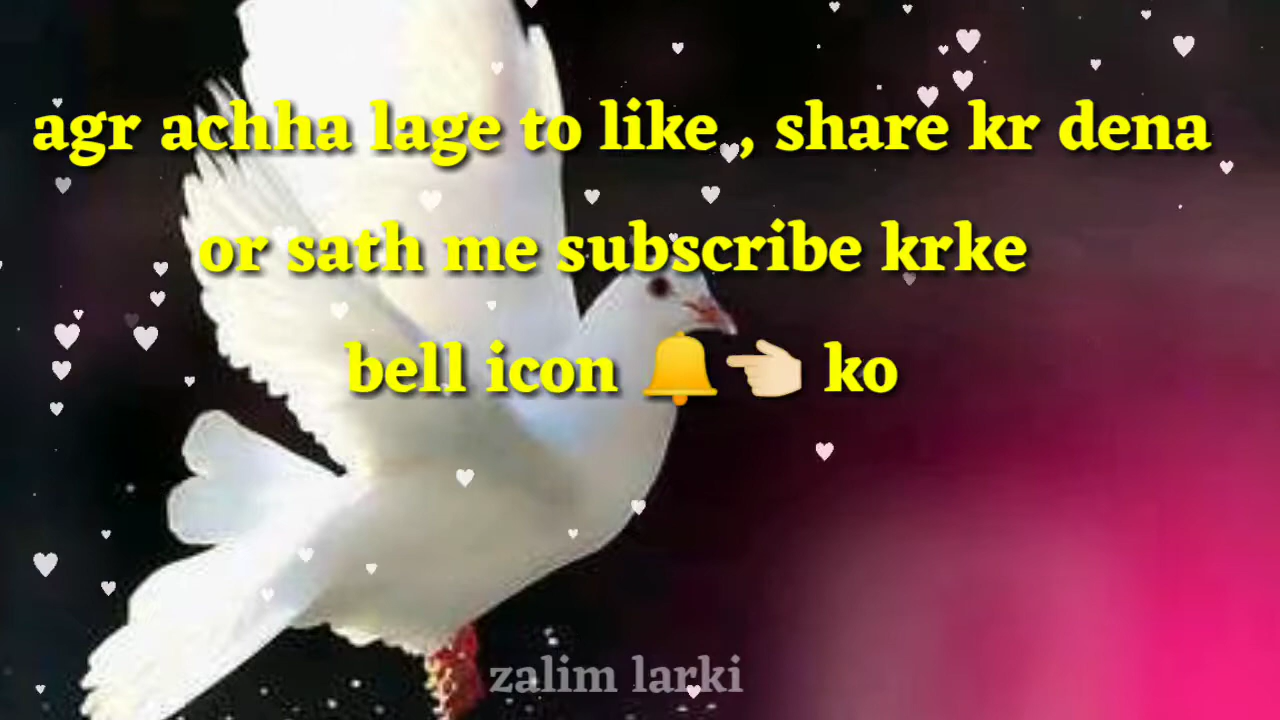 agr achha lage to like , share kr dena
or sath me subscribe krke
bell icon 🔔👈🏻 ko
zalim larki